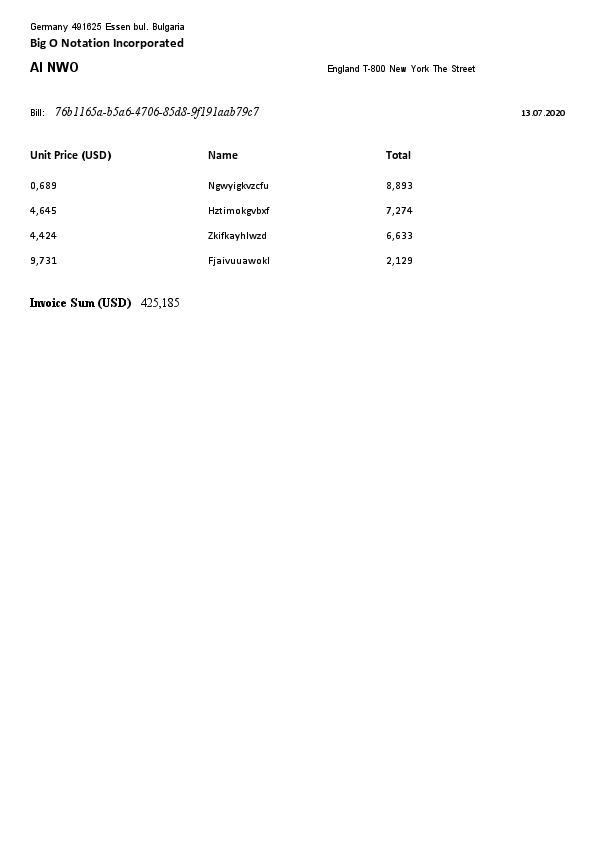 Germany 491625 Essen bul. Bulgaria
Big O Notation Incorporated
AI NWO England T-800 New York The Street
Bill: 76b1165a-b5a6-4706-85d8-9f191aab79c7 13.07.2020
Unit Price (USD) Name Total
0,689 Ngwyigkvzcfu 8,893
4,645 Hztimokgvbxf 7,274
4,424 Zkifkayhlwzd 6,633
9,731 Fjaivuuawokl 2,129
Invoice Sum (USD) 425,185